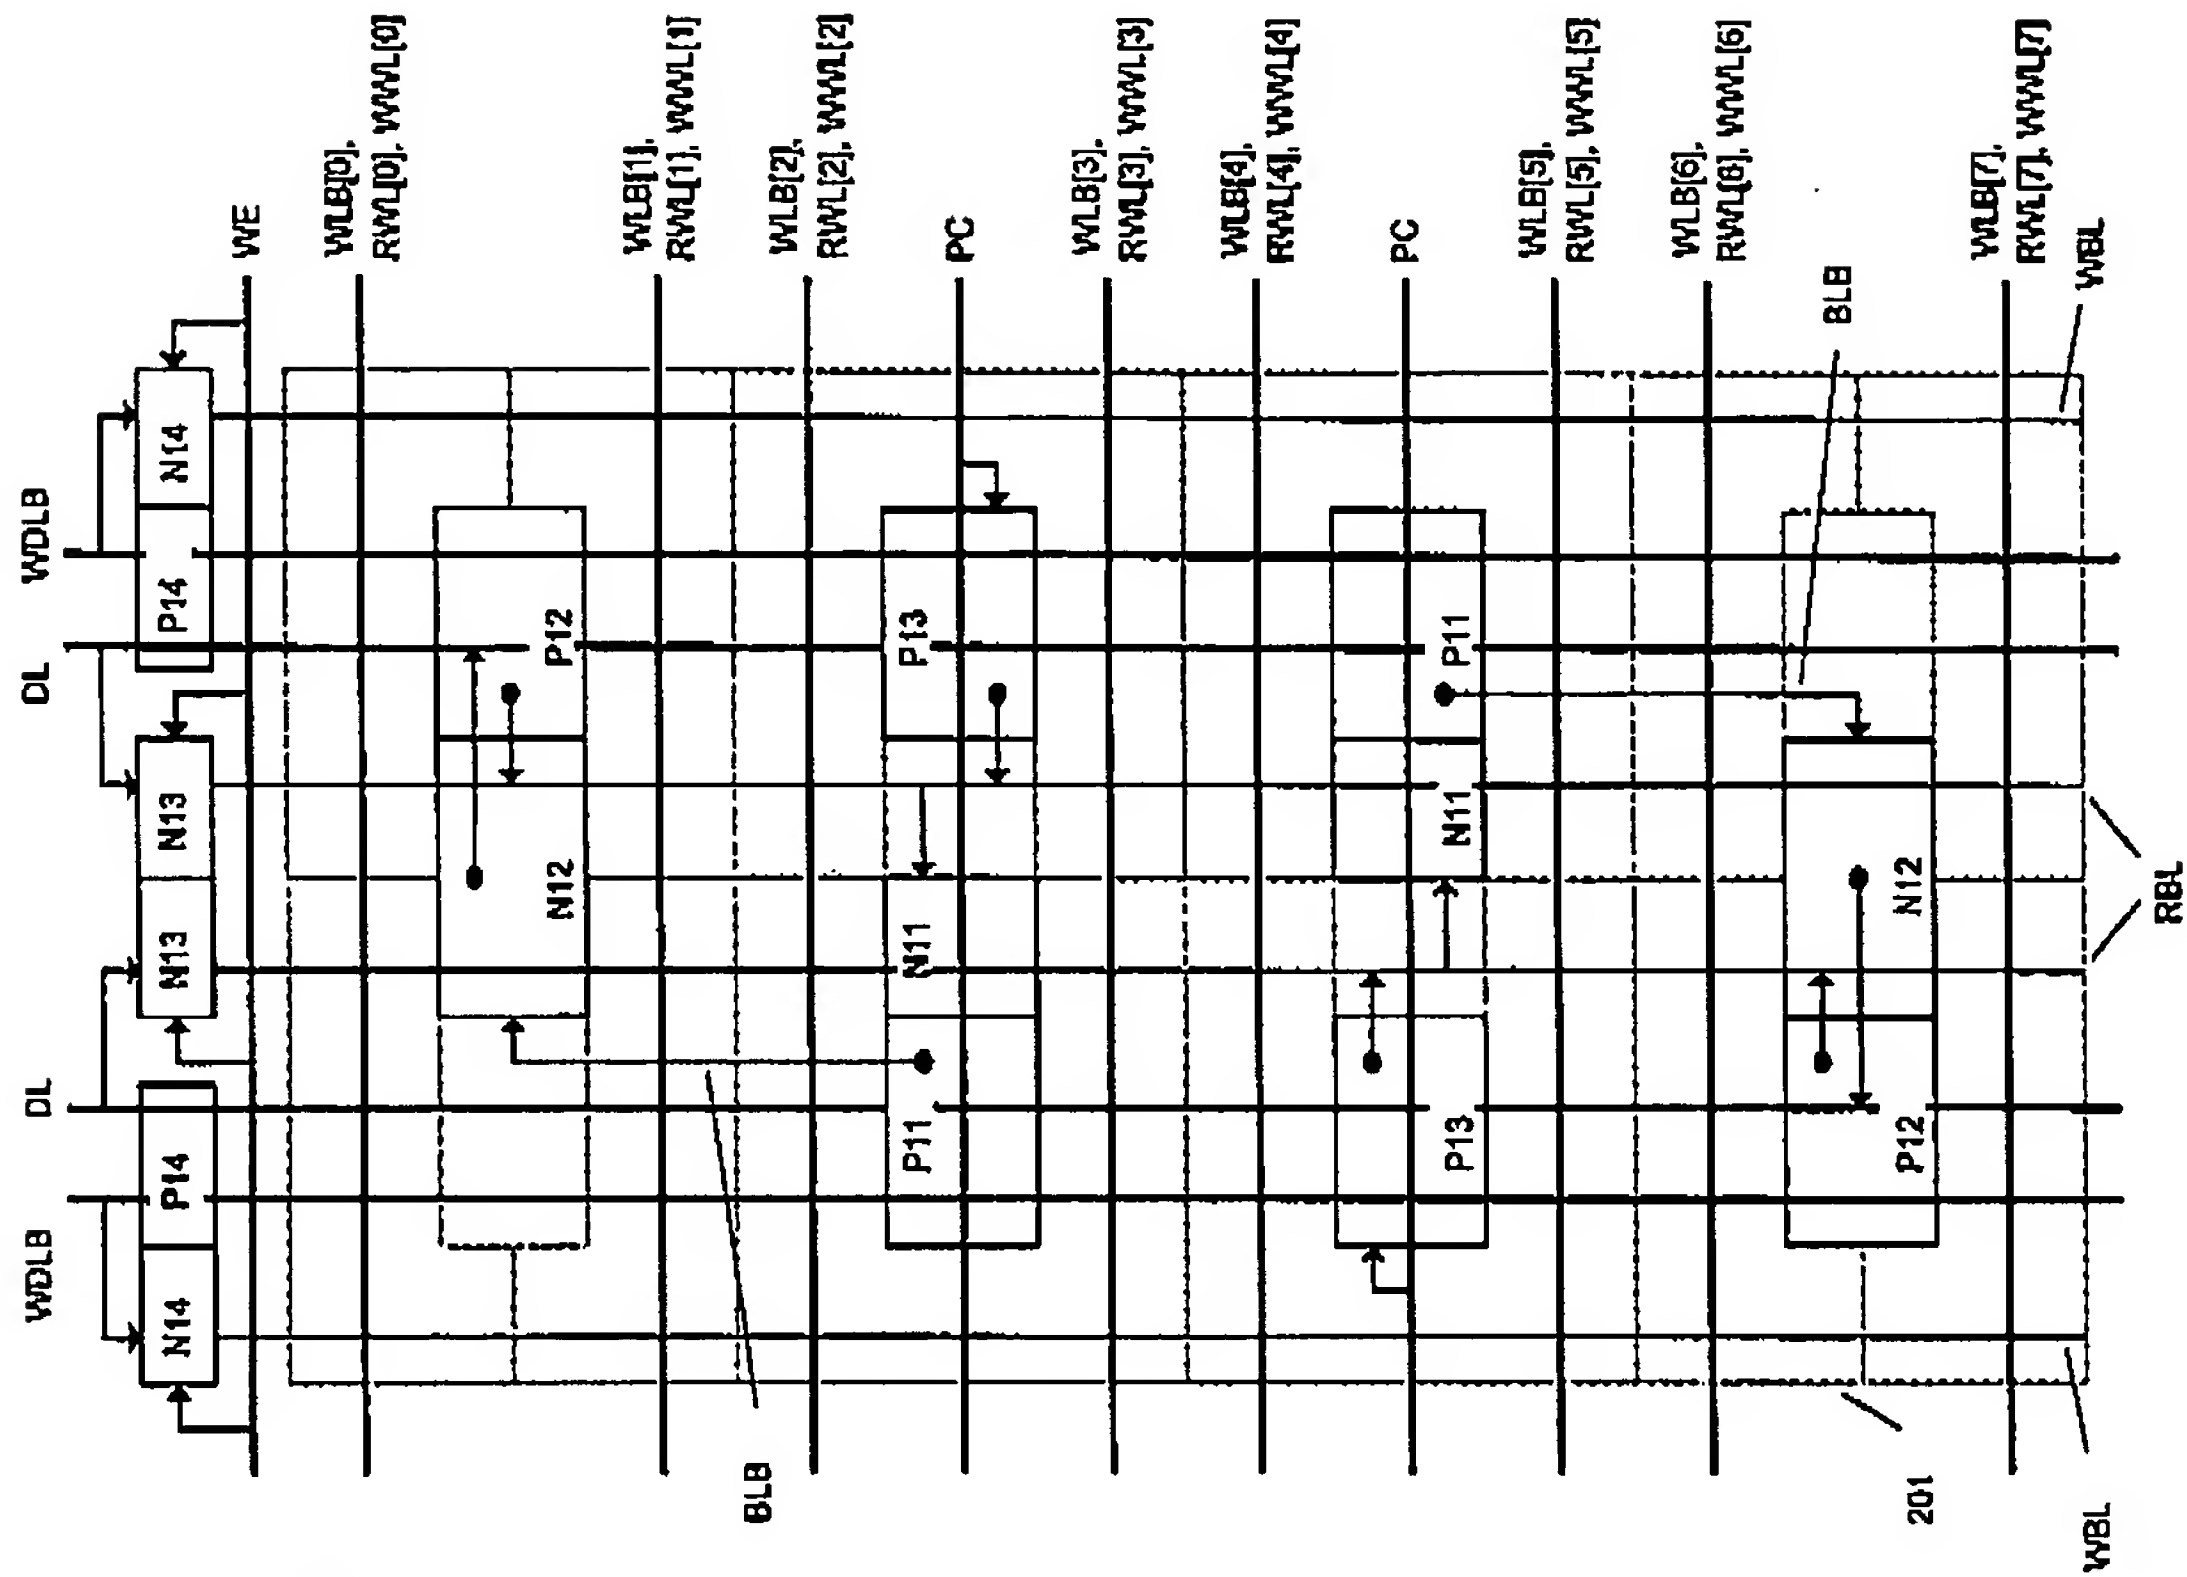 WDLB
DL
DL
WDLB
N14
P14
N13
N13
P14
N14
WE
WLB[0],
RWL[0], WWL[0]
WLB[1],
RWL[1], WWL[1]
WLB[2],
RWL[2], WWL[2]
PC
WLB[3],
RWL[3], WWL[3]
WLB[4],
RWL[4], WWL[4]
PC
WLB[5],
RWL[5], WWL[5]
WLB[6],
RWL[6], WWL[6]
WLB[7],
RWL[7], WWL[7]
N12
P12
P11
N11
P13
P13
N11
P11
P12
N12
BLB
BLB
201
WBL
RBL
WBL